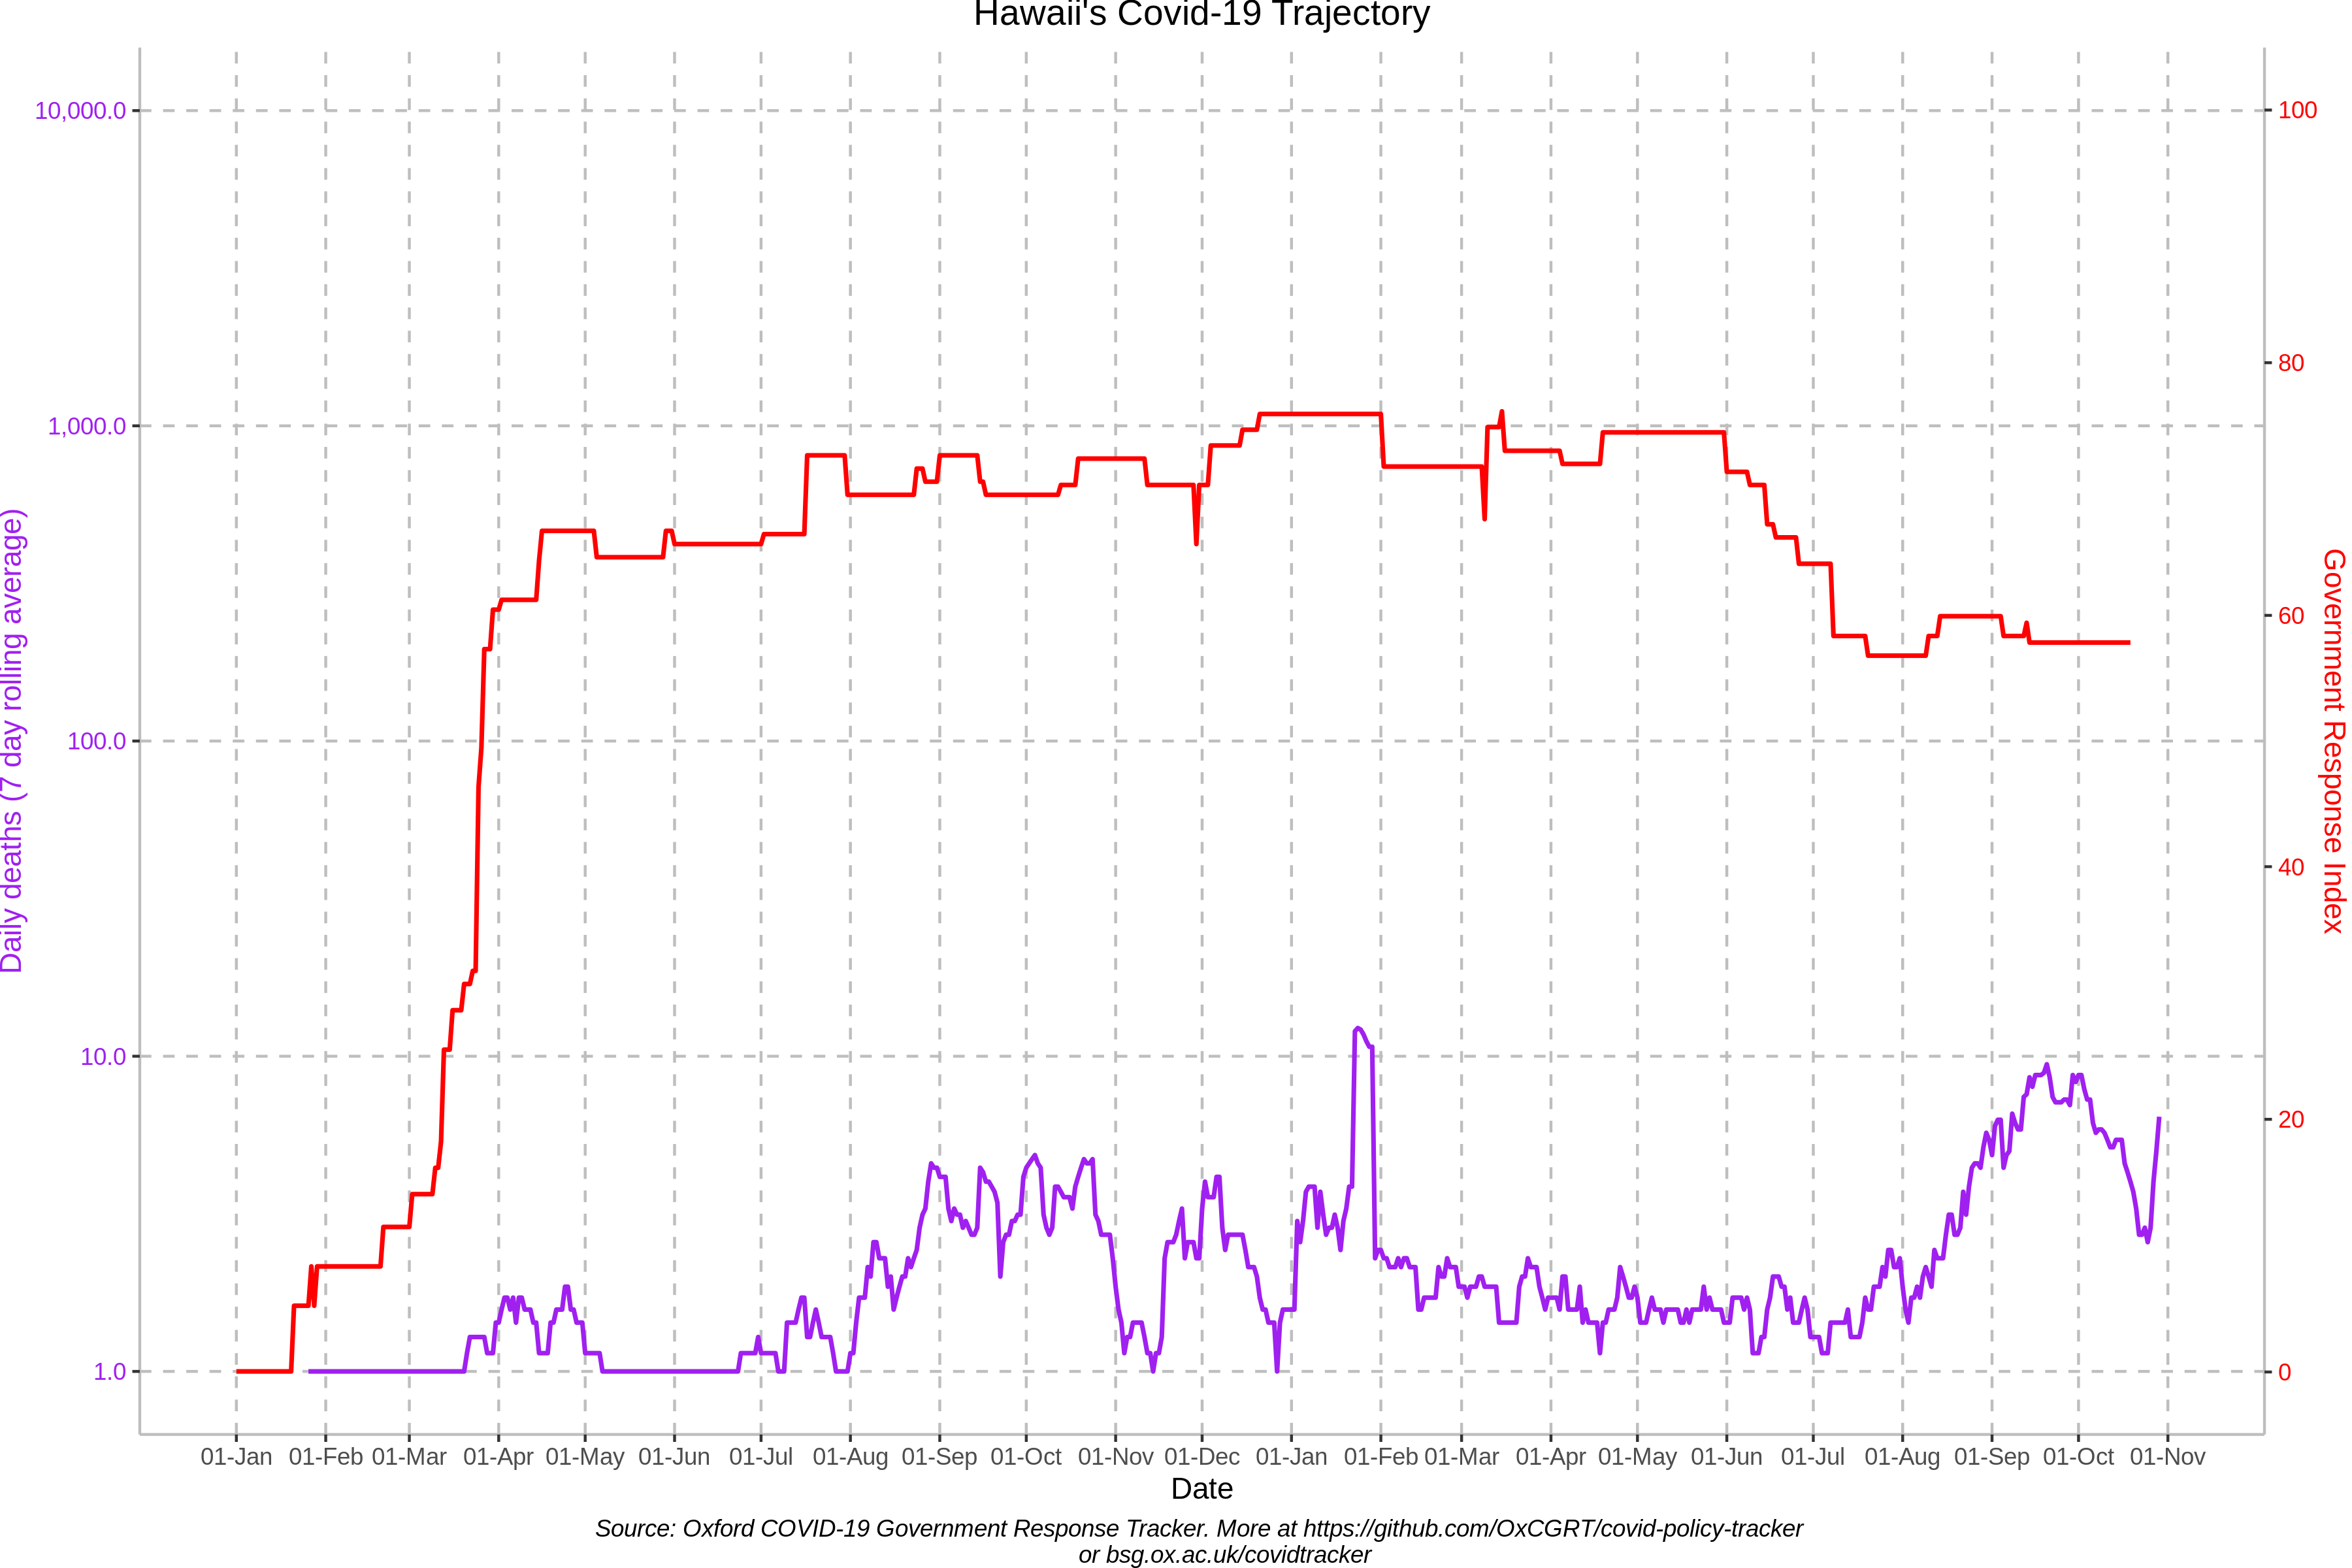 Hawaii's Covid-19 Trajectory
10,000.0
1,000.0
100.0
10.0
1.0
Daily deaths (7 day rolling average)
100
80
60
40
20
0
Government Response Index
01-Jan 01-Feb 01-Mar 01-Apr 01-May 01-Jun 01-Jul 01-Aug 01-Sep 01-Oct 01-Nov 01-Dec 01-Jan 01-Feb 01-Mar 01-Apr 01-May 01-Jun 01-Jul 01-Aug 01-Sep 01-Oct 01-Nov
Date
Source: Oxford COVID-19 Government Response Tracker. More at https://github.com/OxCGRT/covid-policy-tracker
or bsg.ox.ac.uk/covidtracker